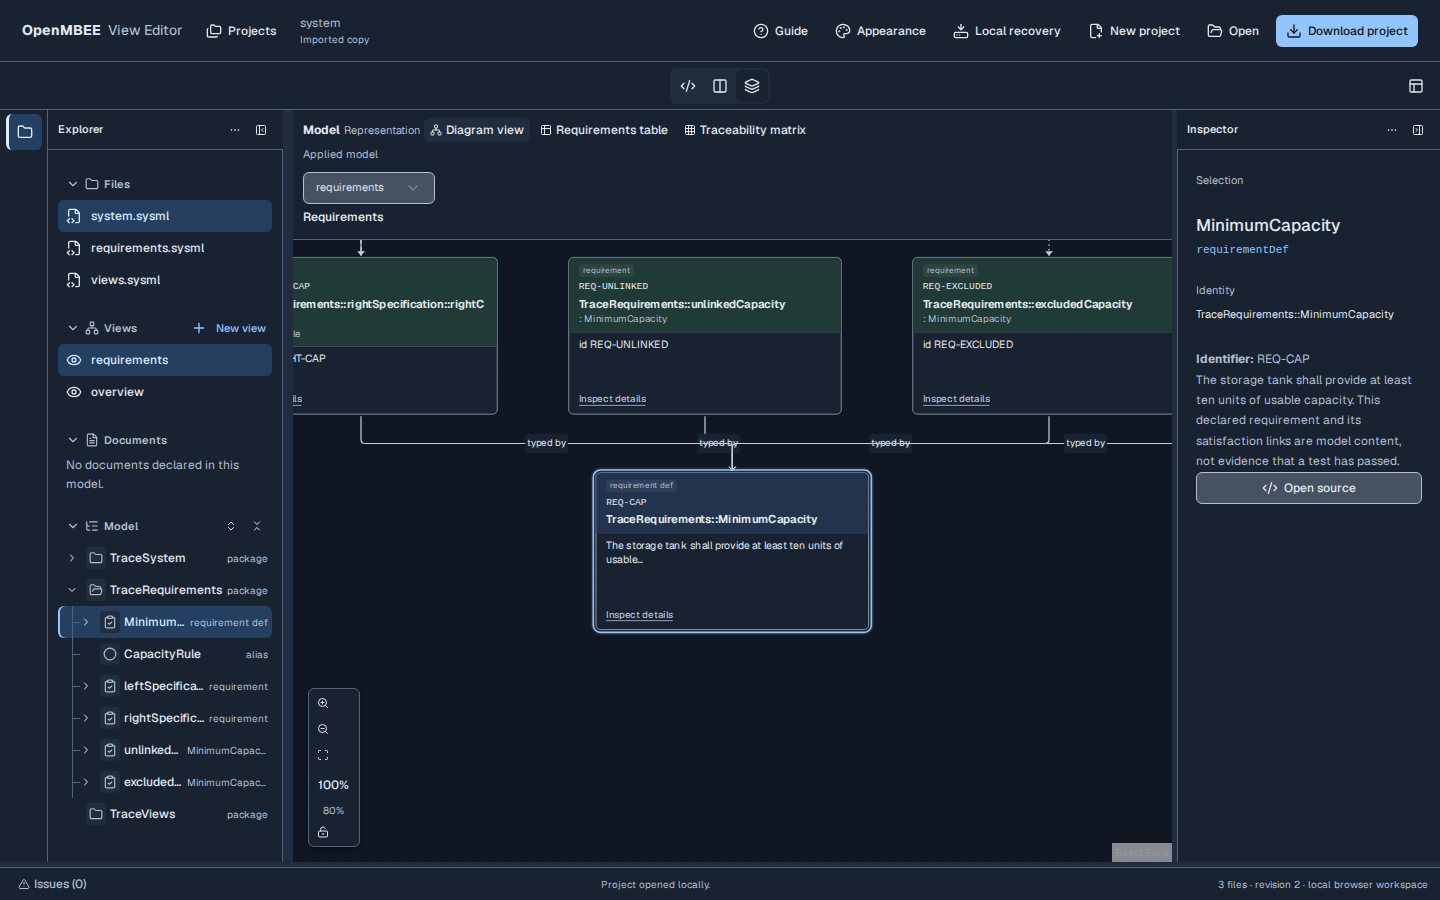 OpenMBEE View Editor
Projects
system
Imported copy
Guide
Appearance
Local recovery
New project
Open
Download project
Explorer
Files
system.sysml
requirements.sysml
views.sysml
Views
New view
requirements
overview
Documents
No documents declared in this
model.
Model
TraceSystem package
TraceRequirements package
Minimum... requirement def
CapacityRule alias
leftSpecifica... requirement
rightSpecific... requirement
unlinked... MinimumCapac...
excluded... MinimumCapac...
TraceViews package
Model Representation Diagram view Requirements table Traceability matrix
Applied model
requirements
Requirements
CAP
irements::rightSpecification::rightC
le
HT-CAP
ils
requirement
REQ-UNLINKED
TraceRequirements::unlinkedCapacity
: MinimumCapacity
id REQ-UNLINKED
Inspect details
requirement
REQ-EXCLUDED
TraceRequirements::excludedCapacity
: MinimumCapacity
id REQ-EXCLUDED
Inspect details
typed by typed by typed by typed by
requirement def
REQ-CAP
TraceRequirements::MinimumCapacity
The storage tank shall provide at least ten units of
usable...
Inspect details
100%
80%
React Flow
Inspector
Selection
MinimumCapacity
requirementDef
Identity
TraceRequirements::MinimumCapacity
Identifier: REQ-CAP
The storage tank shall provide at least
ten units of usable capacity. This
declared requirement and its
satisfaction links are model content,
not evidence that a test has passed.
Open source
Issues (0)
Project opened locally.
3 files · revision 2 · local browser workspace